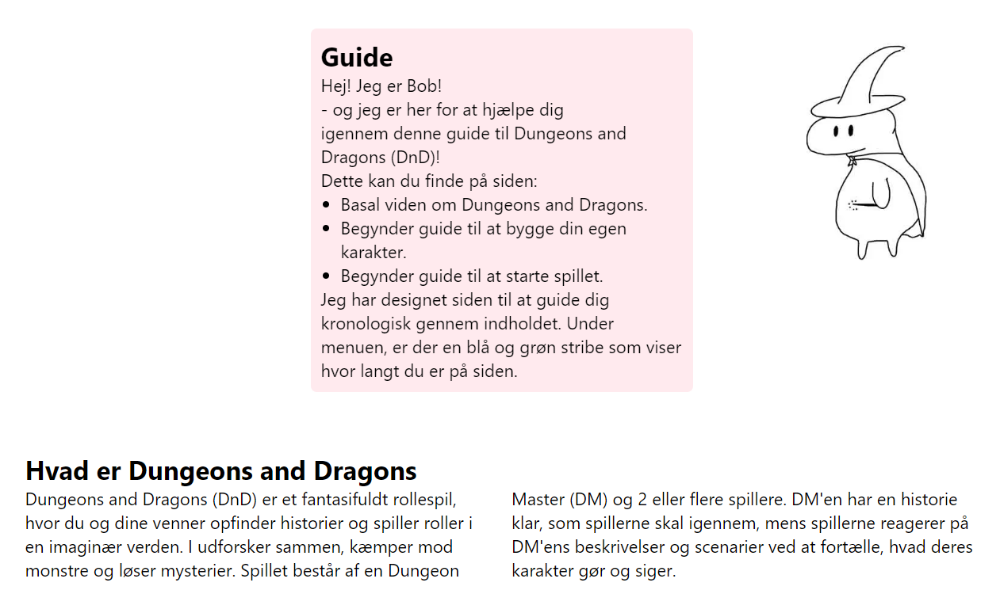 Guide
Hej! Jeg er Bob!
- og jeg er her for at hjælpe dig
igennem denne guide til Dungeons and
Dragons (DnD)!
Dette kan du finde på siden:
• Basal viden om Dungeons and Dragons.
• Begynder guide til at bygge din egen
karakter.
• Begynder guide til at starte spillet.
Jeg har designet siden til at guide dig
kronologisk gennem indholdet. Under
menuen, er der en blå og grøn stribe som viser
hvor langt du er på siden.
Hvad er Dungeons and Dragons
Dungeons and Dragons (DnD) er et fantasifuldt rollespil,
hvor du og dine venner opfinder historier og spiller roller i
en imaginær verden. I udforsker sammen, kæmper mod
monstre og løser mysterier. Spillet består af en Dungeon
Master (DM) og 2 eller flere spillere. DM'en har en historie
klar, som spillerne skal igennem, mens spillerne reagerer på
DM'ens beskrivelser og scenarier ved at fortælle, hvad deres
karakter gør og siger.